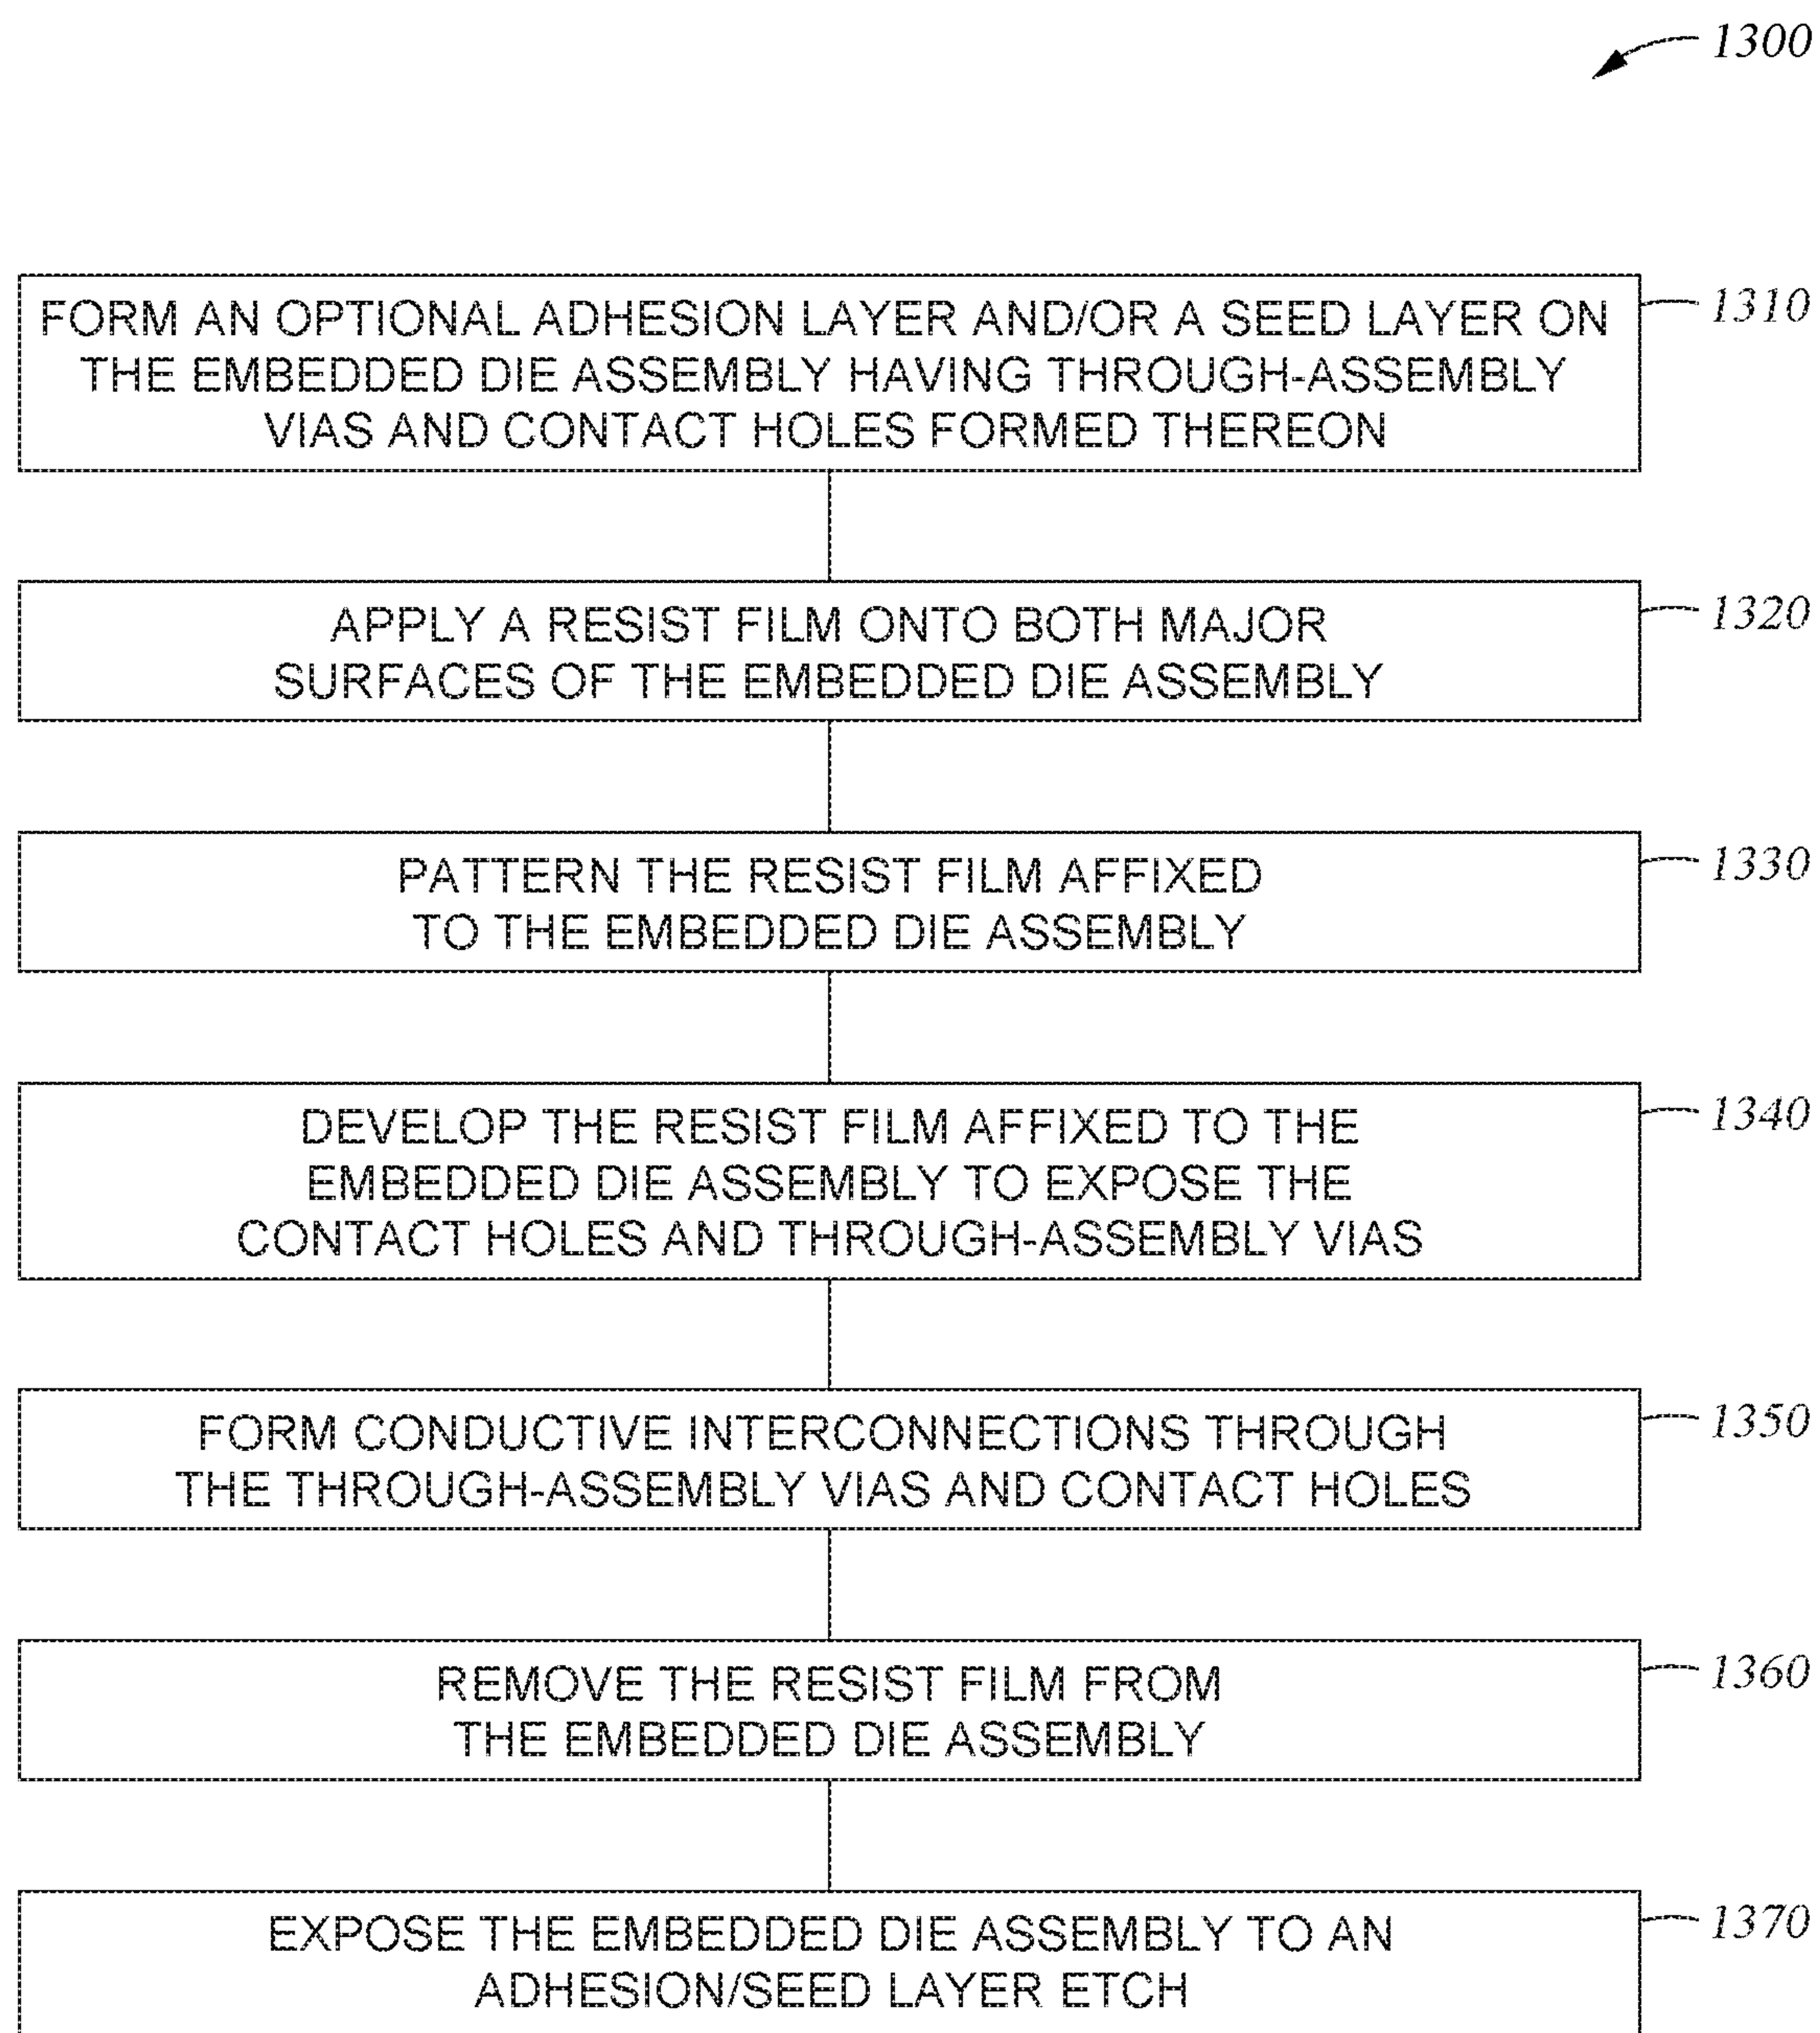 1300
FORM AN OPTIONAL ADHESION LAYER AND/OR A SEED LAYER ON
THE EMBEDDED DIE ASSEMBLY HAVING THROUGH-ASSEMBLY
VIAS AND CONTACT HOLES FORMED THEREON
1310
APPLY A RESIST FILM ONTO BOTH MAJOR
SURFACES OF THE EMBEDDED DIE ASSEMBLY
1320
PATTERN THE RESIST FILM AFFIXED
TO THE EMBEDDED DIE ASSEMBLY
1330
DEVELOP THE RESIST FILM AFFIXED TO THE
EMBEDDED DIE ASSEMBLY TO EXPOSE THE
CONTACT HOLES AND THROUGH-ASSEMBLY VIAS
1340
FORM CONDUCTIVE INTERCONNECTIONS THROUGH
THE THROUGH-ASSEMBLY VIAS AND CONTACT HOLES
1350
REMOVE THE RESIST FILM FROM
THE EMBEDDED DIE ASSEMBLY
1360
EXPOSE THE EMBEDDED DIE ASSEMBLY TO AN
ADHESION/SEED LAYER ETCH
1370